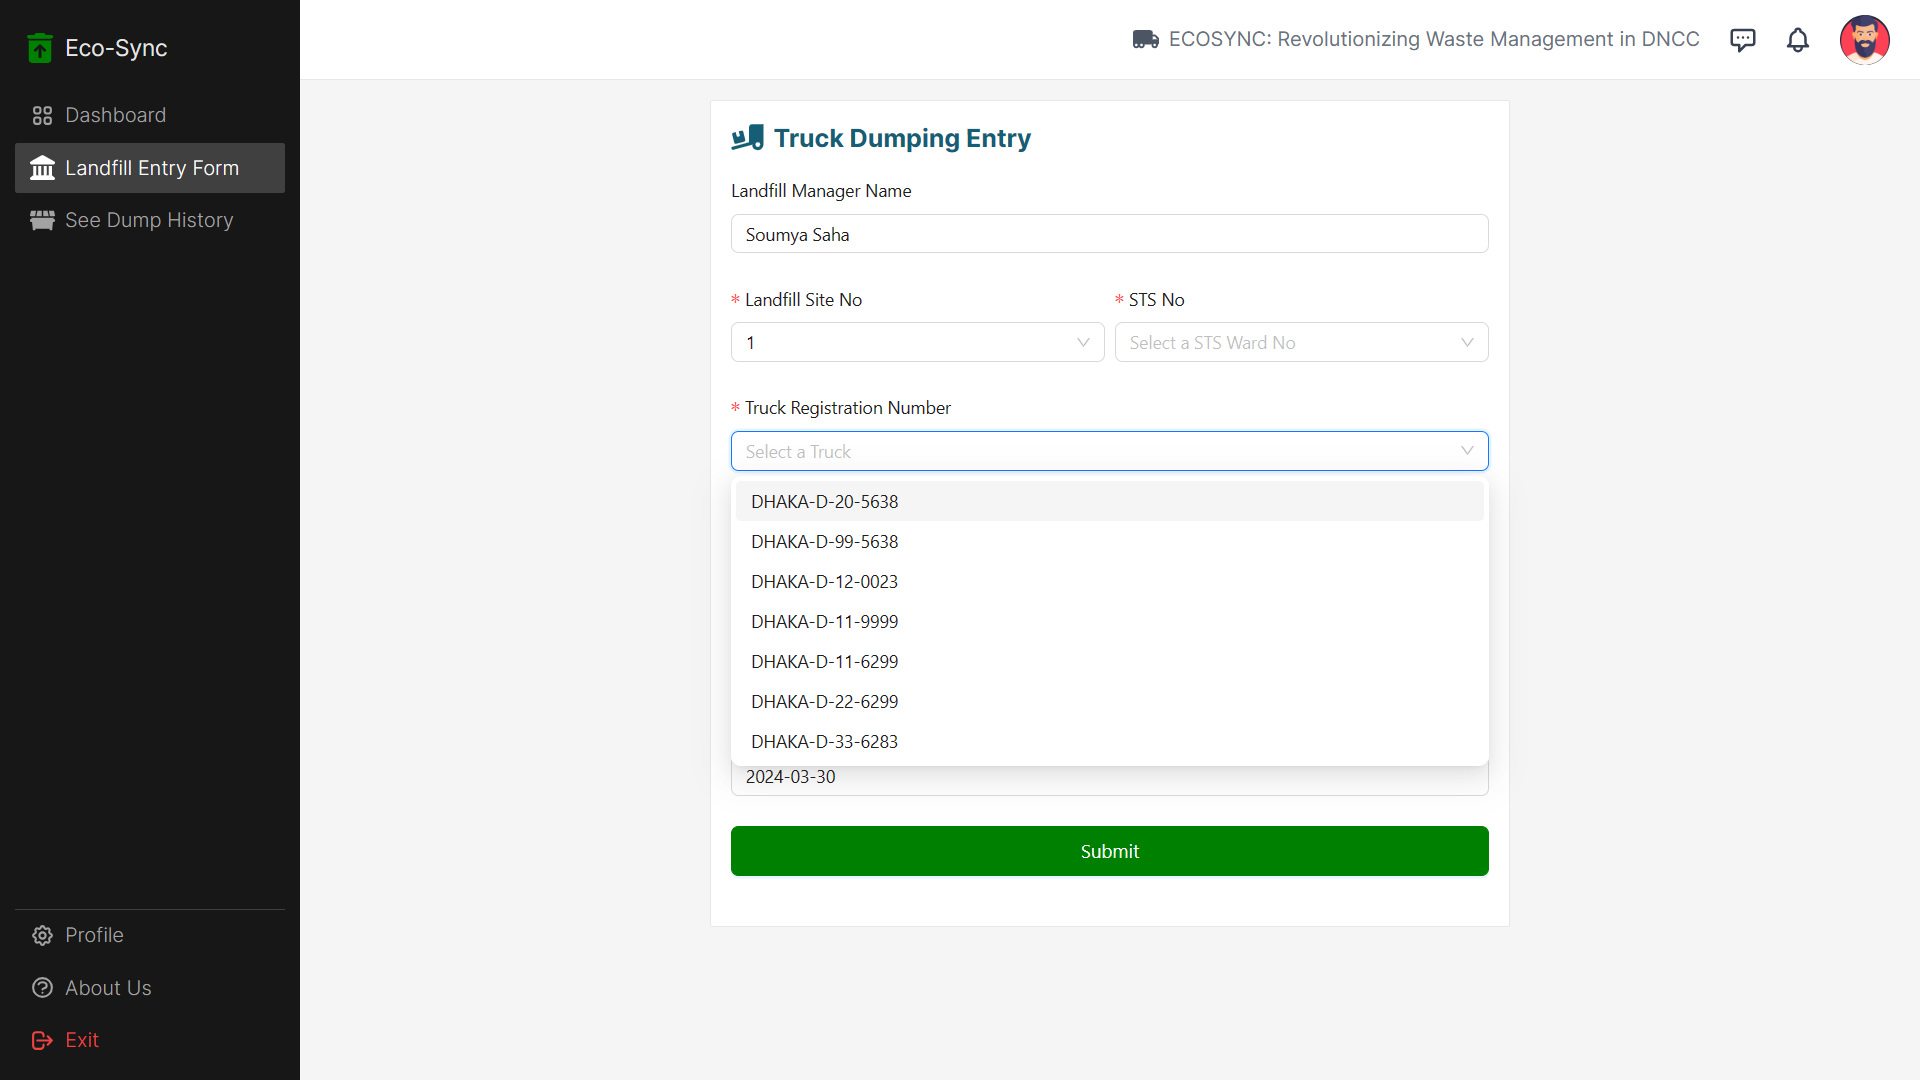 Eco-Sync
Dashboard
Landfill Entry Form
See Dump History
Profile
About Us
Exit
ECOSYNC: Revolutionizing Waste Management in DNCC
Truck Dumping Entry
Landfill Manager Name
Soumya Saha
* Landfill Site No
1
* STS No
Select a STS Ward No
* Truck Registration Number
Select a Truck
DHAKA-D-20-5638
DHAKA-D-99-5638
DHAKA-D-12-0023
DHAKA-D-11-9999
DHAKA-D-11-6299
DHAKA-D-22-6299
DHAKA-D-33-6283
2024-03-30
Submit